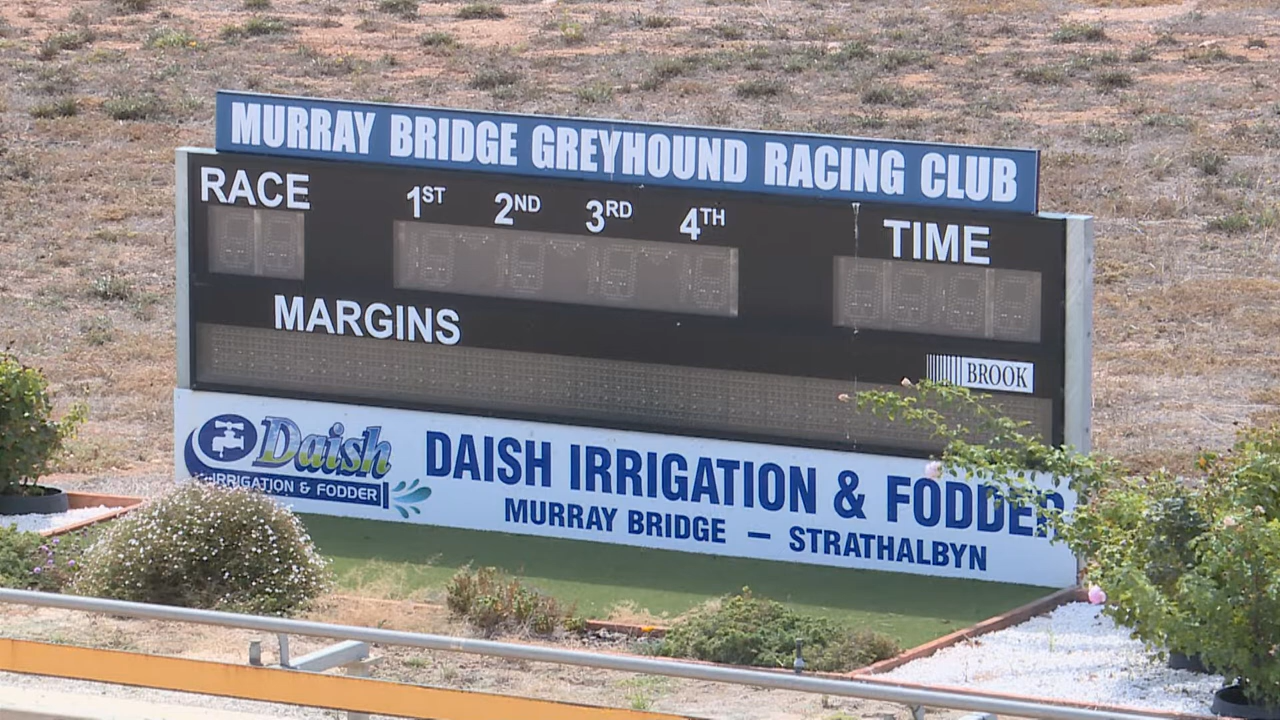 MURRAY BRIDGE GREYHOUND RACING CLUB
RACE 1ST 2ND 3RD 4TH TIME
MARGINS
BROOK
Daish
IRRIGATION & FODDER
DAISH IRRIGATION & FODDER
MURRAY BRIDGE — STRATHALBYN